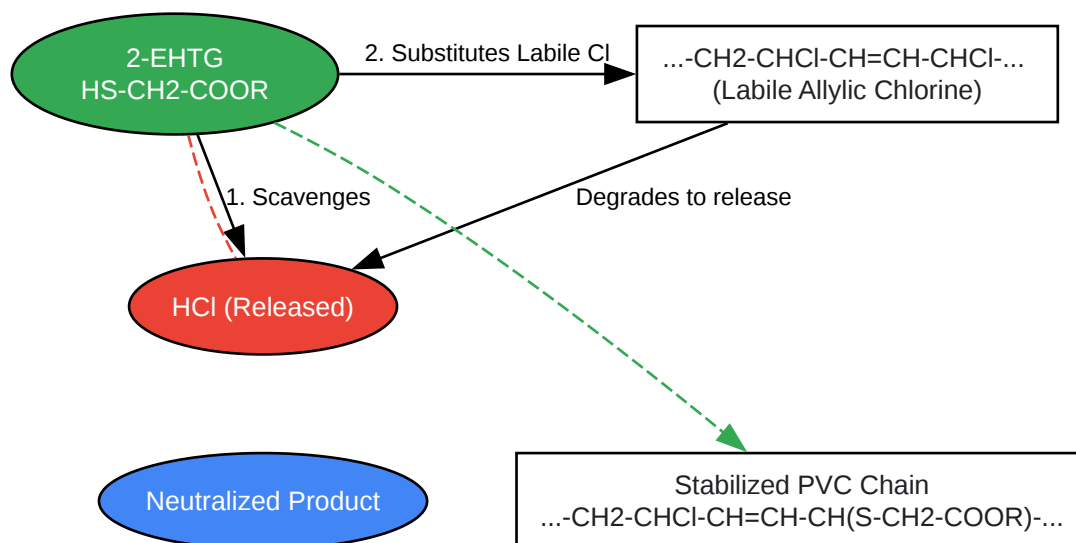 2-EHTG
HS-CH2-COOR
2. Substitutes Labile Cl
...-CH2-CHCl-CH=CH-CHCl-...
(Labile Allylic Chlorine)
1. Scavenges
Degrades to release
HCl (Released)
Neutralized Product
Stabilized PVC Chain
...-CH2-CHCl-CH=CH-CH(S-CH2-COOR)-...